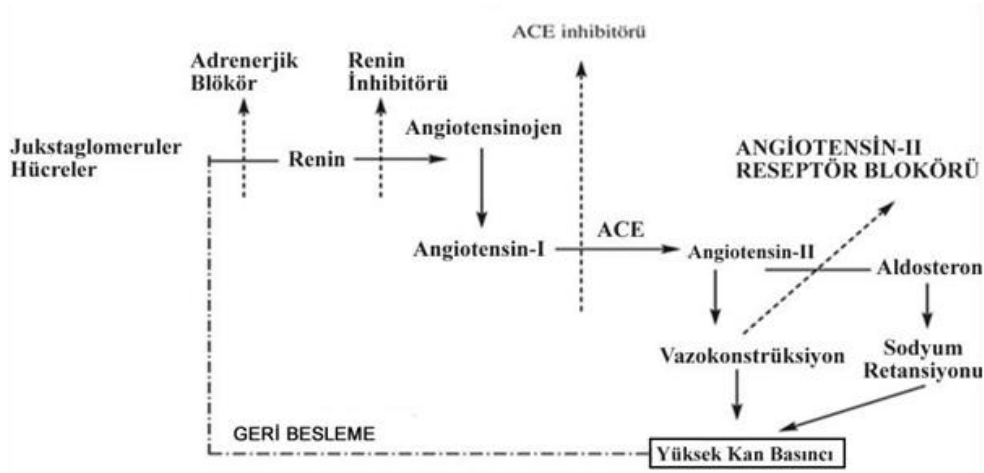 ACE inhibitörü
Adrenerjik
Blökör
Renin
İnhibitörü
Angiotensinojen
Jukstaglomeruler
Hücreler
Renin
ANGİOTENSİN-II
RESEPTÖR BLOKÖRÜ
ACE
Angiotensin-I
Angiotensin-II
Aldosteron
Vazokonstrüksiyon
Sodyum
Retansiyonu
GERİ BESLEME
Yüksek Kan Basıncı